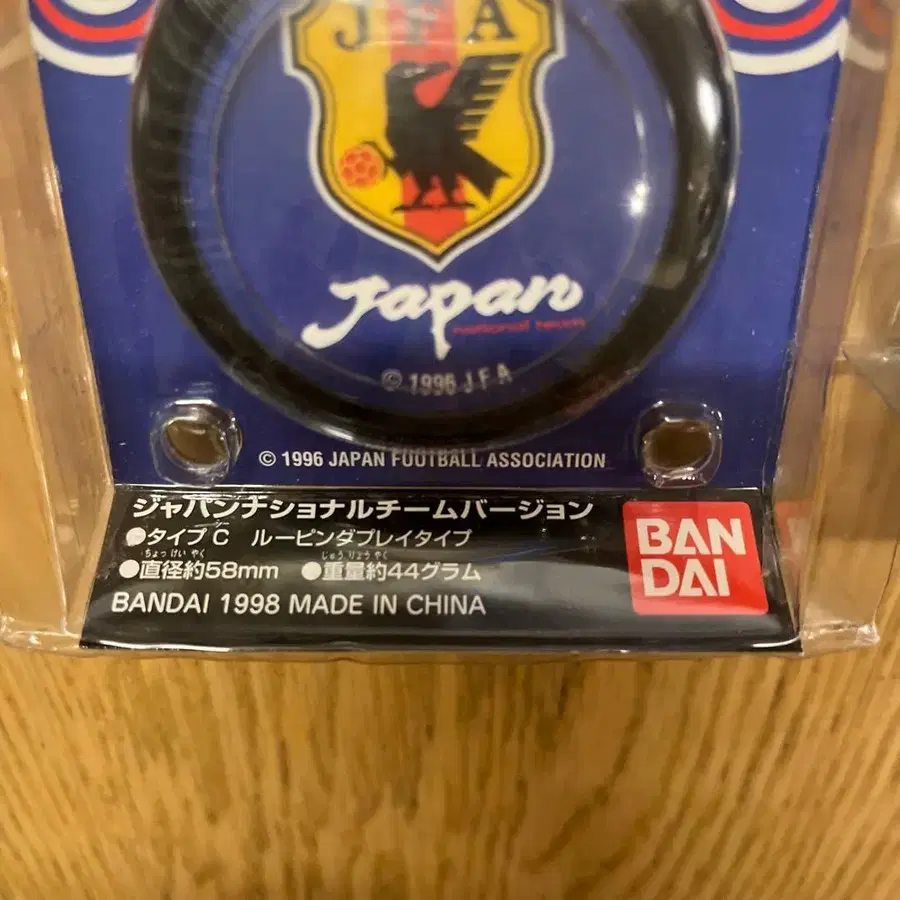 JFA
Japan
national team
© 1996 J F A
© 1996 JAPAN FOOTBALL ASSOCIATION
ジャパンナショナルチームバージョン
●タイプC ルーピンダプレイタイプ
ちょっ けい やく じゅう りょう やく
●直径約58mm ●重量約44グラム
BANDAI 1998 MADE IN CHINA
BAN
DAI